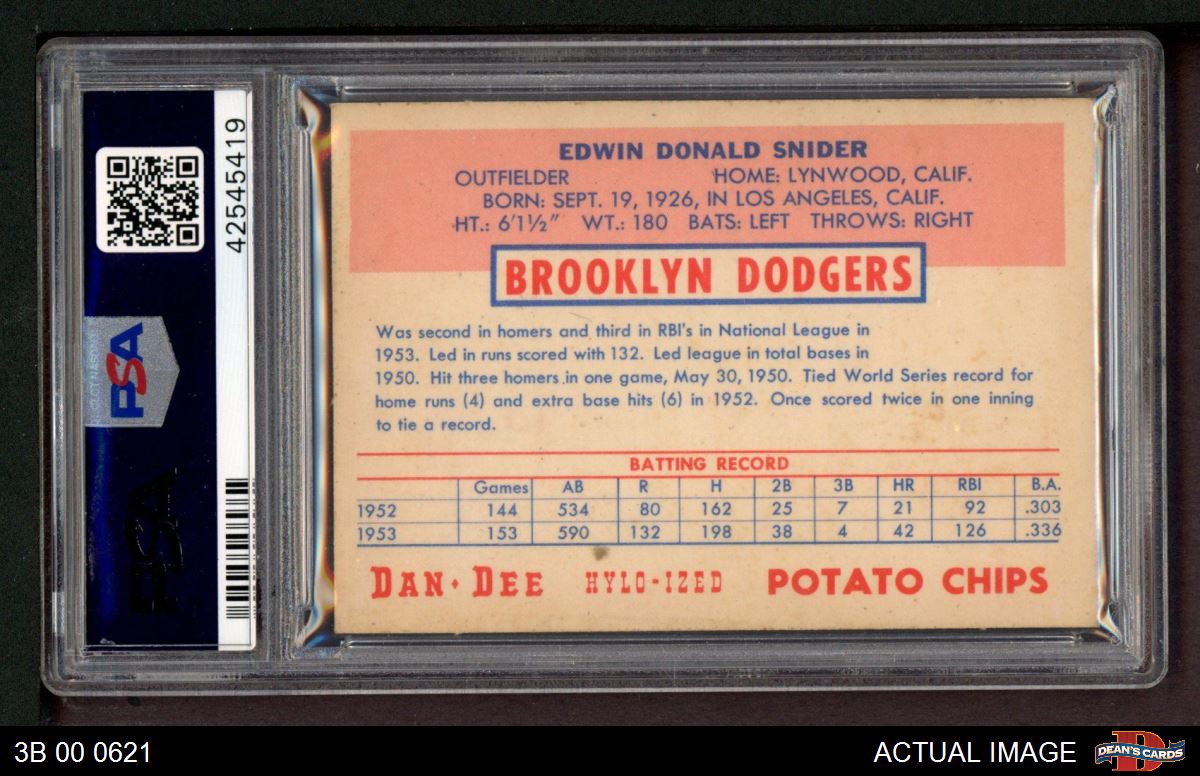 EDWIN DONALD SNIDER
OUTFIELDER HOME: LYNWOOD, CALIF.
BORN: SEPT. 19, 1926, IN LOS ANGELES, CALIF.
HT.: 6'1½" WT.: 180 BATS: LEFT THROWS: RIGHT
BROOKLYN DODGERS
Was second in homers and third in RBI's in National League in
1953. Led in runs scored with 132. Led league in total bases in
1950. Hit three homers in one game, May 30, 1950. Tied World Series record for
home runs (4) and extra base hits (6) in 1952. Once scored twice in one inning
to tie a record.
BATTING RECORD
Games AB R H 2B 3B HR RBI B.A.
1952 144 534 80 162 25 7 21 92 .303
1953 153 590 132 198 38 4 42 126 .336
DAN·DEE HYLO-IZED POTATO CHIPS
42545419
PSA
PSA
3B 00 0621
ACTUAL IMAGE
DEAN'S CARDS